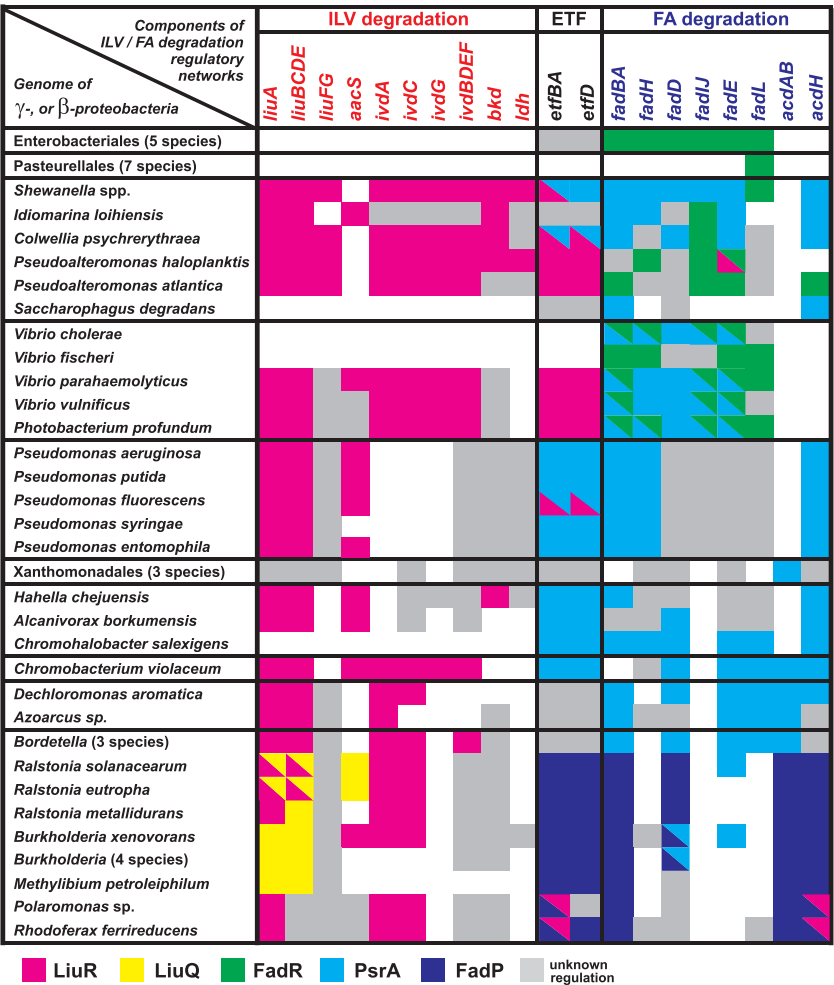 ILV degradation ETF FA degradation
Components of
ILV / FA degradation
regulatory
networks
Genome of
γ-, or β-proteobacteria
liuA liuBCDE liuFG aacS ivdA ivdC ivdG ivdBDEF bkd ldh etfBA etfD fadBA fadH fadD fadIJ fadE fadL acdAB acdH
Enterobacteriales (5 species)
Pasteurellales (7 species)
Shewanella spp.
Idiomarina loihiensis
Colwellia psychrerythraea
Pseudoalteromonas haloplanktis
Pseudoalteromonas atlantica
Saccharophagus degradans
Vibrio cholerae
Vibrio fischeri
Vibrio parahaemolyticus
Vibrio vulnificus
Photobacterium profundum
Pseudomonas aeruginosa
Pseudomonas putida
Pseudomonas fluorescens
Pseudomonas syringae
Pseudomonas entomophila
Xanthomonadales (3 species)
Hahella chejuensis
Alcanivorax borkumensis
Chromohalobacter salexigens
Chromobacterium violaceum
Dechloromonas aromatica
Azoarcus sp.
Bordetella (3 species)
Ralstonia solanacearum
Ralstonia eutropha
Ralstonia metallidurans
Burkholderia xenovorans
Burkholderia (4 species)
Methylibium petroleiphilum
Polaromonas sp.
Rhodoferax ferrireducens
LiuR LiuQ FadR PsrA FadP unknown
regulation